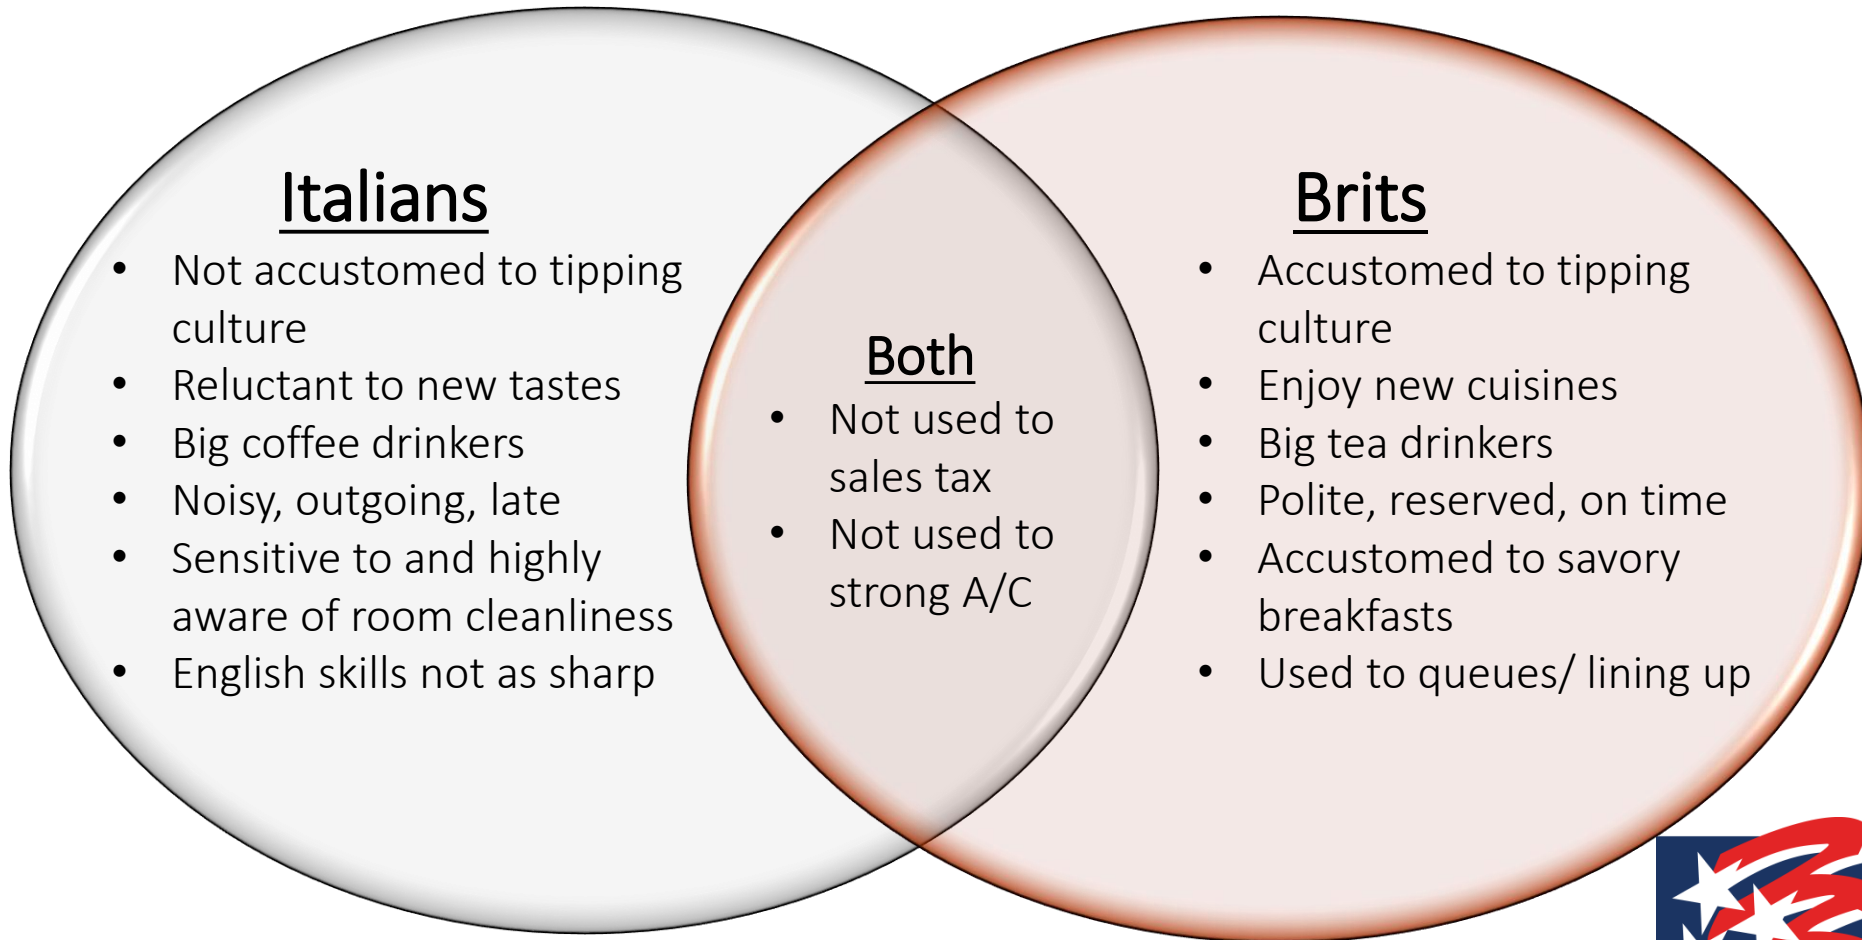 Italians
• Not accustomed to tipping
culture
• Reluctant to new tastes
• Big coffee drinkers
• Noisy, outgoing, late
• Sensitive to and highly
aware of room cleanliness
• English skills not as sharp
Both
• Not used to
sales tax
• Not used to
strong A/C
Brits
• Accustomed to tipping
culture
• Enjoy new cuisines
• Big tea drinkers
• Polite, reserved, on time
• Accustomed to savory
breakfasts
• Used to queues/ lining up